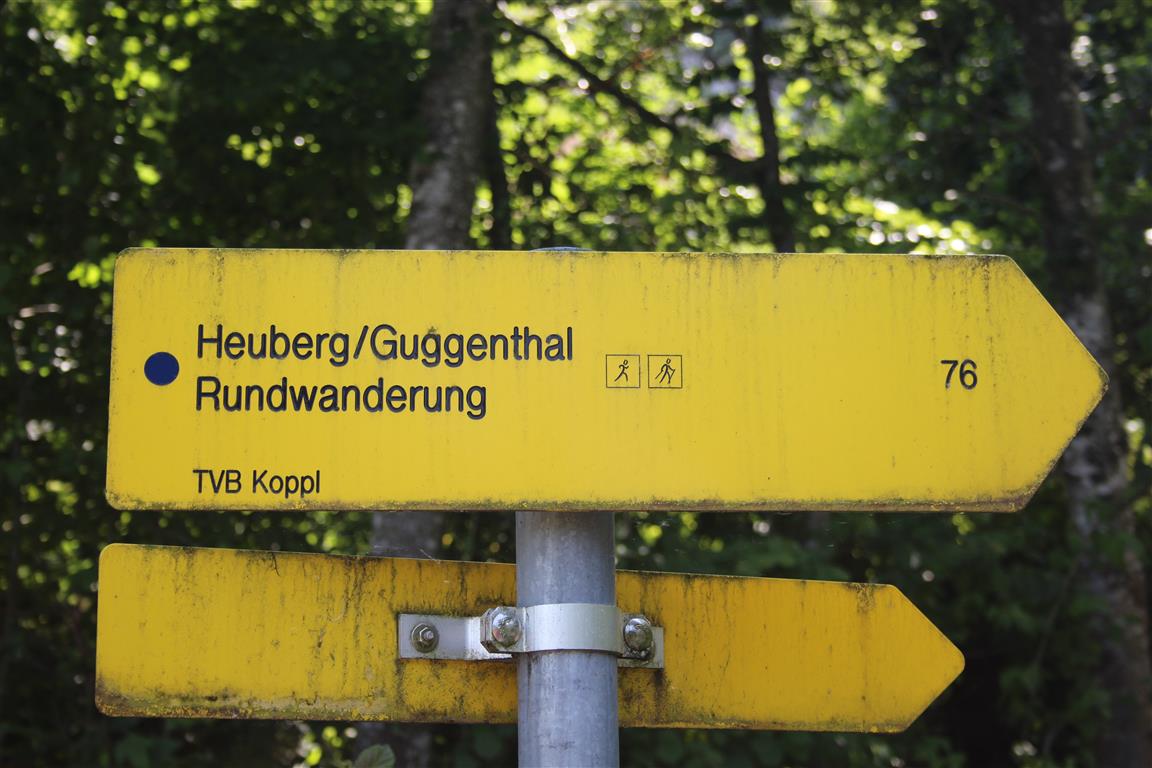 Heuberg/Guggenthal
Rundwanderung
76
TVB Koppl